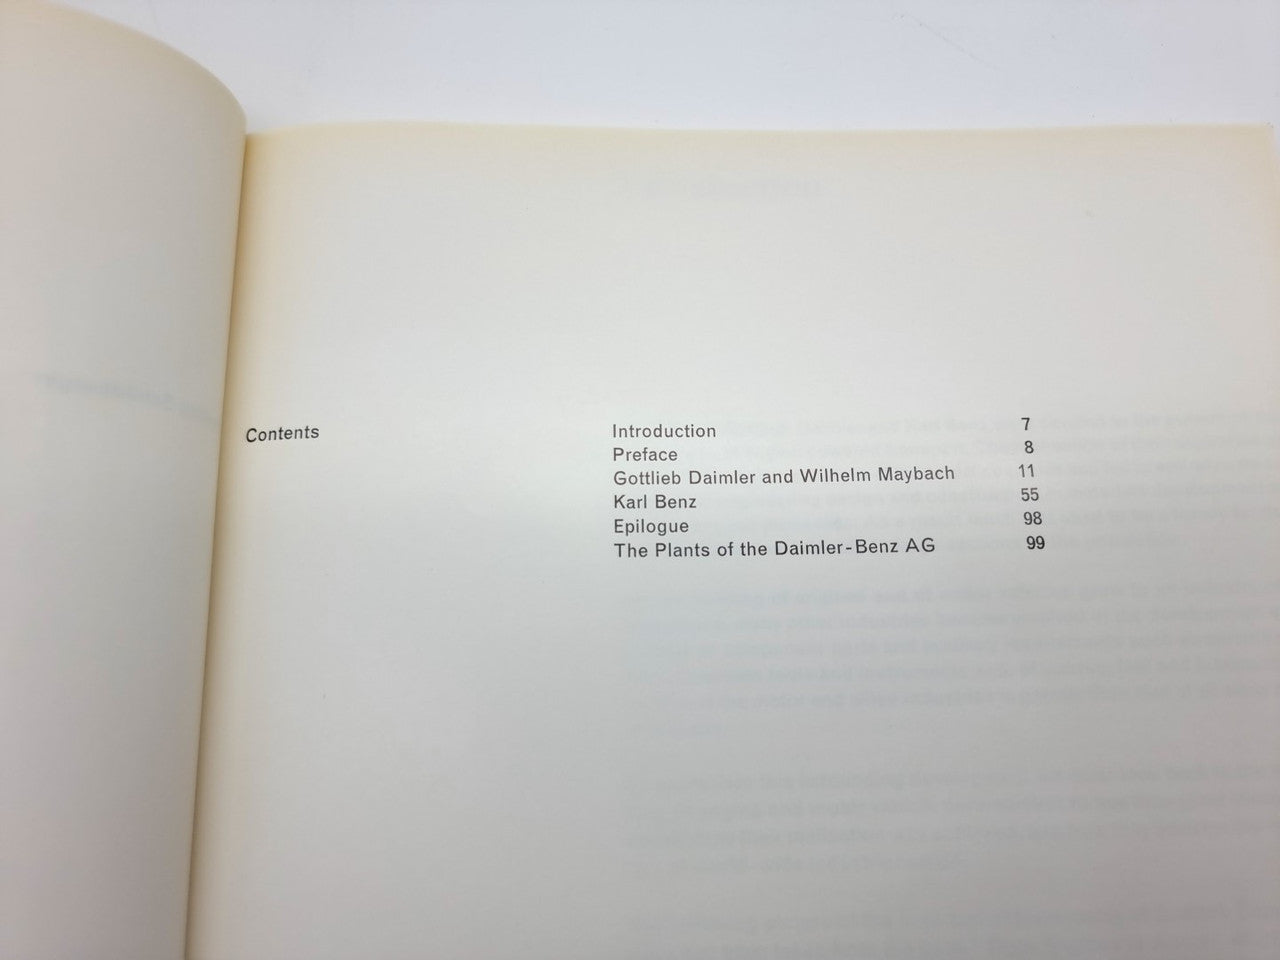 Contents
Introduction 7
Preface 8
Gottlieb Daimler and Wilhelm Maybach 11
Karl Benz 55
Epilogue 98
The Plants of the Daimler-Benz AG 99